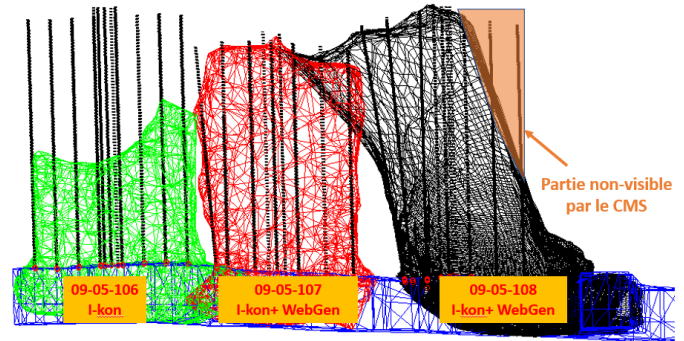 Partie non-visible
par le CMS
09-05-106
I-kon
09-05-107
I-kon+ WebGen
09-05-108
I-kon+ WebGen